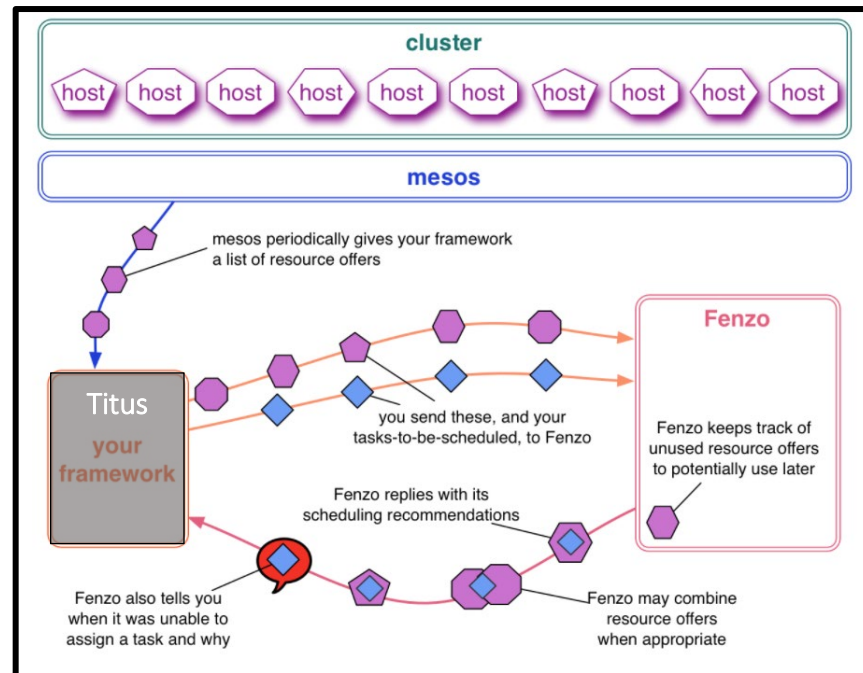 cluster
host host host host host host host host host host
mesos
mesos periodically gives your framework
a list of resource offers
Fenzo
Titus
your
framework
you send these, and your
tasks-to-be-scheduled, to Fenzo
Fenzo keeps track of
unused resource offers
to potentially use later
Fenzo replies with its
scheduling recommendations
Fenzo also tells you
when it was unable to
assign a task and why
Fenzo may combine
resource offers
when appropriate